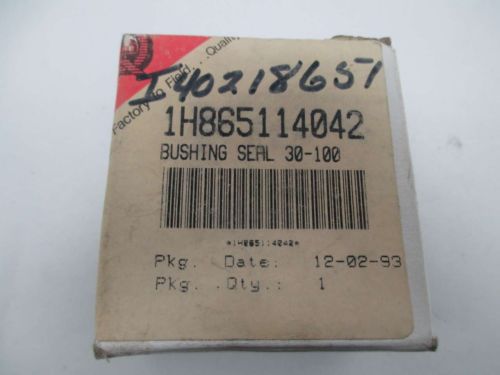 Factory to Field...Quality
I40218651
1H865114042
BUSHING SEAL 30-100
*1H865114042*
Pkg. Date: 12-02-93
Pkg. Qty.: 1